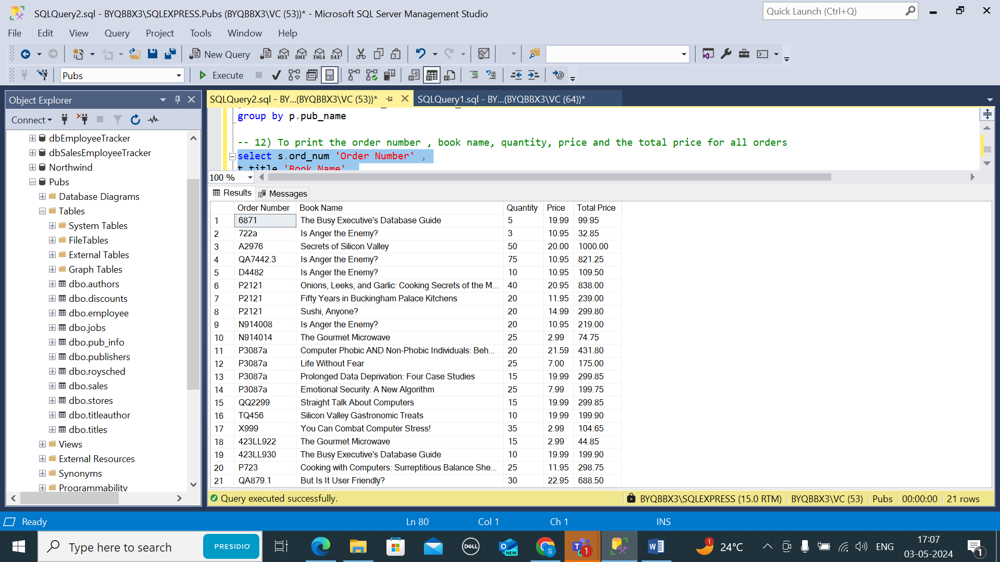 SQLQuery2.sql - BYQBBX3\SQLEXPRESS.Pubs (BYQBBX3\VC (53))* - Microsoft SQL Server Management Studio
Quick Launch (Ctrl+Q)
File Edit View Query Project Tools Window Help
New Query MDX DMX XMLA DAX
Pubs Execute
Object Explorer
Connect
dbEmployeeTracker
dbSalesEmployeeTracker
Northwind
Pubs
Database Diagrams
Tables
System Tables
FileTables
External Tables
Graph Tables
dbo.authors
dbo.discounts
dbo.employee
dbo.jobs
dbo.pub_info
dbo.publishers
dbo.roysched
dbo.sales
dbo.stores
dbo.titleauthor
dbo.titles
Views
External Resources
Synonyms
Programmability
SQLQuery2.sql - BY...(BYQBBX3\VC (53))* SQLQuery1.sql - BY...(BYQBBX3\VC (64))*
group by p.pub_name
-- 12) To print the order number , book name, quantity, price and the total price for all orders
select s.ord_num 'Order Number' ,
t.title 'Book Name'
100 %
Results Messages
Order Number Book Name Quantity Price Total Price
1 6871 The Busy Executive's Database Guide 5 19.99 99.95
2 722a Is Anger the Enemy? 3 10.95 32.85
3 A2976 Secrets of Silicon Valley 50 20.00 1000.00
4 QA7442.3 Is Anger the Enemy? 75 10.95 821.25
5 D4482 Is Anger the Enemy? 10 10.95 109.50
6 P2121 Onions, Leeks, and Garlic: Cooking Secrets of the M... 40 20.95 838.00
7 P2121 Fifty Years in Buckingham Palace Kitchens 20 11.95 239.00
8 P2121 Sushi, Anyone? 20 14.99 299.80
9 N914008 Is Anger the Enemy? 20 10.95 219.00
10 N914014 The Gourmet Microwave 25 2.99 74.75
11 P3087a Computer Phobic AND Non-Phobic Individuals: Beh... 20 21.59 431.80
12 P3087a Life Without Fear 25 7.00 175.00
13 P3087a Prolonged Data Deprivation: Four Case Studies 15 19.99 299.85
14 P3087a Emotional Security: A New Algorithm 25 7.99 199.75
15 QQ2299 Straight Talk About Computers 15 19.99 299.85
16 TQ456 Silicon Valley Gastronomic Treats 10 19.99 199.90
17 X999 You Can Combat Computer Stress! 35 2.99 104.65
18 423LL922 The Gourmet Microwave 15 2.99 44.85
19 423LL930 The Busy Executive's Database Guide 10 19.99 199.90
20 P723 Cooking with Computers: Surreptitious Balance She... 25 11.95 298.75
21 QA879.1 But Is It User Friendly? 30 22.95 688.50
Query executed successfully. BYQBBX3\SQLEXPRESS (15.0 RTM) BYQBBX3\VC (53) Pubs 00:00:00 21 rows
Ready Ln 80 Col 1 Ch 1 INS
Type here to search PRESIDIO DELL NEW S 1 1 24°C ENG 17:07
03-05-2024 1